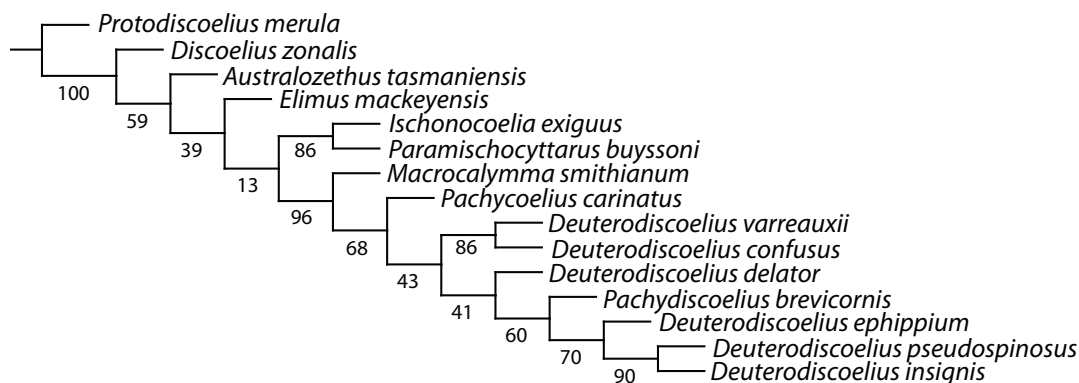 Protodiscoelius merula
Discoelius zonalis
100
Australozethus tasmaniensis
59
Elimus mackeyensis
39
Ischonocoelia exiguus
86
Paramischocyttarus buyssoni
13
Macrocalymma smithianum
96
Pachycoelius carinatus
68
Deuterodiscoelius varreauxii
86
Deuterodiscoelius confusus
43
Deuterodiscoelius delator
41
Pachydiscoelius brevicornis
60
Deuterodiscoelius ephippium
70
Deuterodiscoelius pseudospinosus
90
Deuterodiscoelius insignis